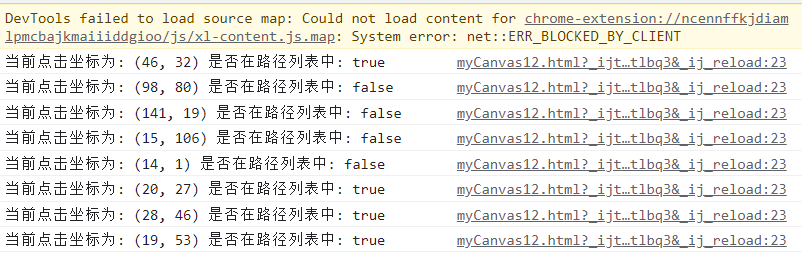 DevTools failed to load source map: Could not load content for chrome-extension://ncennffkjdiam
lpmcbajkmaiiiddgioo/js/xl-content.js.map: System error: net::ERR_BLOCKED_BY_CLIENT
当前点击坐标为: (46, 32) 是否在路径列表中: true myCanvas12.html?_ijt…tlbq3&_ij_reload:23
当前点击坐标为: (98, 80) 是否在路径列表中: false myCanvas12.html?_ijt…tlbq3&_ij_reload:23
当前点击坐标为: (141, 19) 是否在路径列表中: false myCanvas12.html?_ijt…tlbq3&_ij_reload:23
当前点击坐标为: (15, 106) 是否在路径列表中: false myCanvas12.html?_ijt…tlbq3&_ij_reload:23
当前点击坐标为: (14, 1) 是否在路径列表中: false myCanvas12.html?_ijt…tlbq3&_ij_reload:23
当前点击坐标为: (20, 27) 是否在路径列表中: true myCanvas12.html?_ijt…tlbq3&_ij_reload:23
当前点击坐标为: (28, 46) 是否在路径列表中: true myCanvas12.html?_ijt…tlbq3&_ij_reload:23
当前点击坐标为: (19, 53) 是否在路径列表中: true myCanvas12.html?_ijt…tlbq3&_ij_reload:23